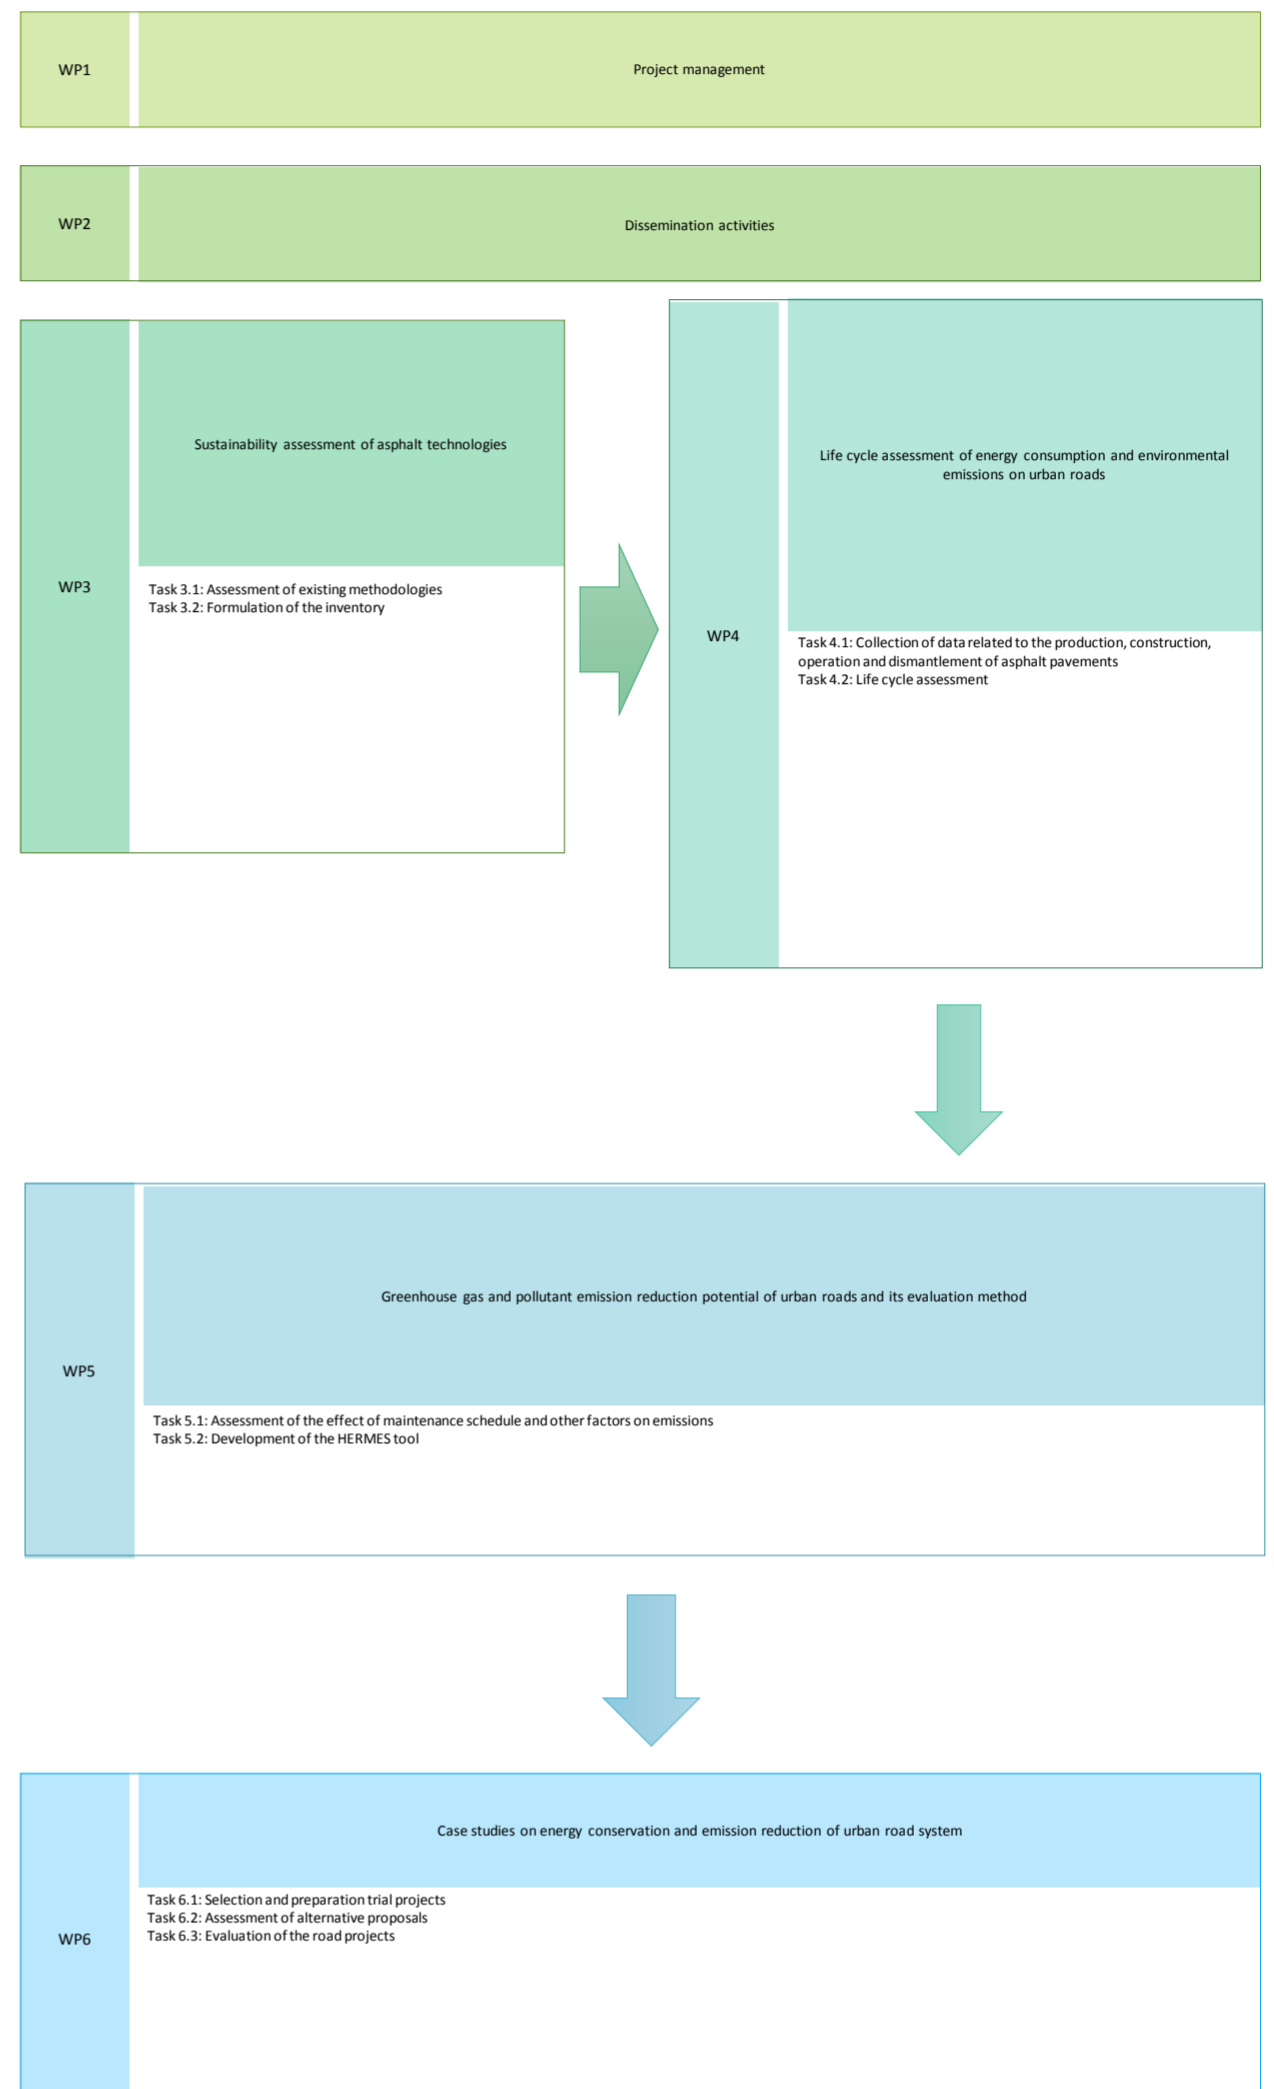 WP1
Project management
WP2
Dissemination activities
WP3
Sustainability assessment of asphalt technologies
Task 3.1: Assessment of existing methodologies
Task 3.2: Formulation of the inventory
WP4
Life cycle assessment of energy consumption and environmental
emissions on urban roads
Task 4.1: Collection of data related to the production, construction,
operation and dismantlement of asphalt pavements
Task 4.2: Life cycle assessment
WP5
Greenhouse gas and pollutant emission reduction potential of urban roads and its evaluation method
Task 5.1: Assessment of the effect of maintenance schedule and other factors on emissions
Task 5.2: Development of the HERMES tool
WP6
Case studies on energy conservation and emission reduction of urban road system
Task 6.1: Selection and preparation trial projects
Task 6.2: Assessment of alternative proposals
Task 6.3: Evaluation of the road projects